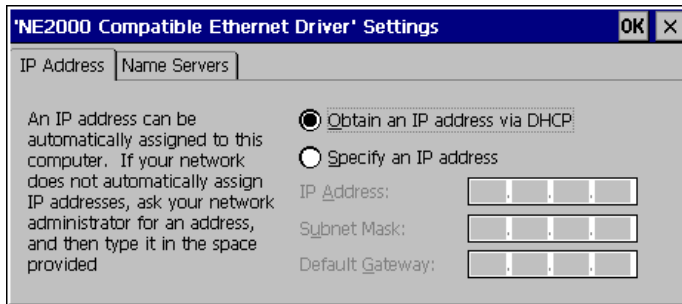 'NE2000 Compatible Ethernet Driver' Settings OK ×
IP Address Name Servers
An IP address can be
automatically assigned to this
computer. If your network
does not automatically assign
IP addresses, ask your network
administrator for an address,
and then type it in the space
provided
Obtain an IP address via DHCP
Specify an IP address
IP Address:
Subnet Mask:
Default Gateway: